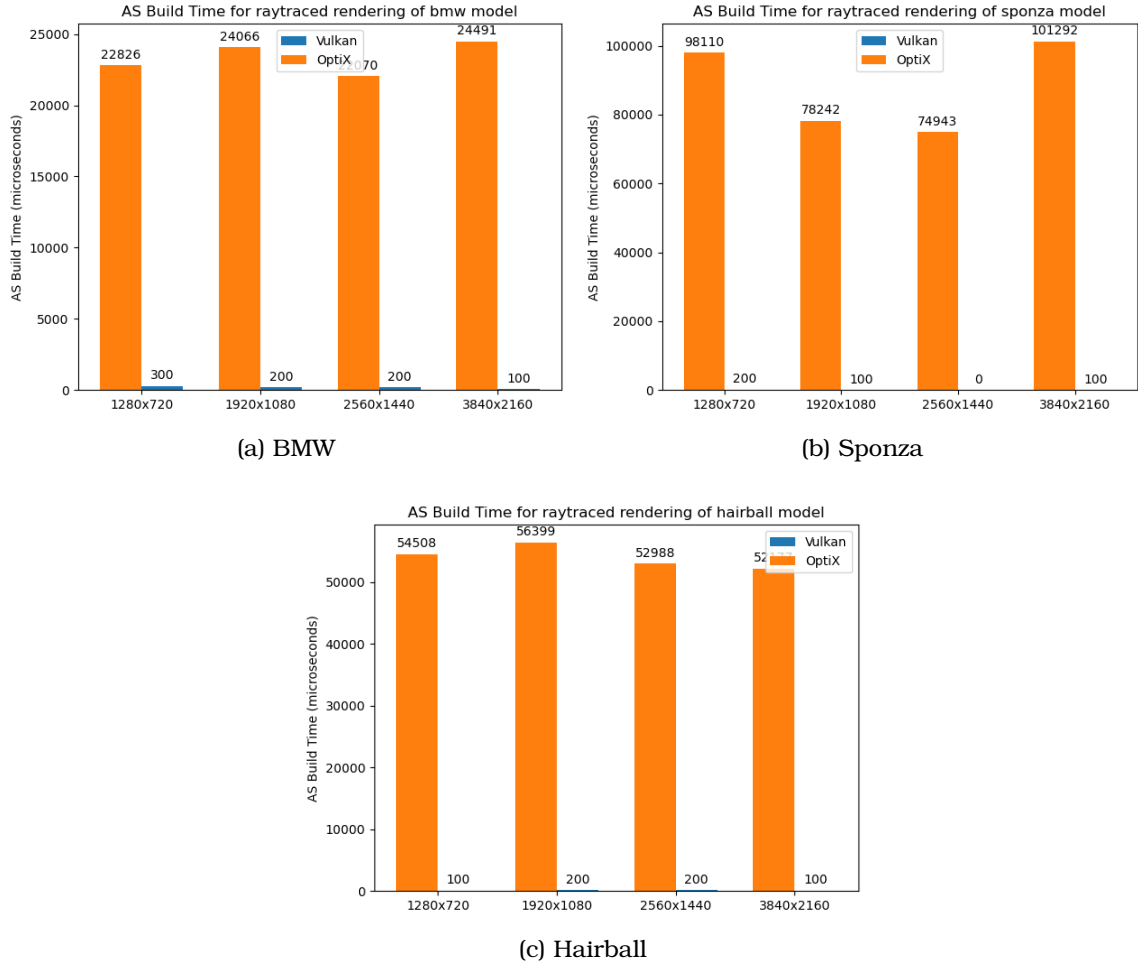 AS Build Time for raytraced rendering of bmw model
AS Build Time (microseconds)
25000
20000
15000
10000
5000
0
Vulkan
OptiX
22826
24066
22070
24491
300
200
200
100
1280x720
1920x1080
2560x1440
3840x2160
(a) BMW
AS Build Time for raytraced rendering of sponza model
AS Build Time (microseconds)
100000
80000
60000
40000
20000
0
Vulkan
OptiX
98110
78242
74943
101292
200
100
0
100
1280x720
1920x1080
2560x1440
3840x2160
(b) Sponza
AS Build Time for raytraced rendering of hairball model
AS Build Time (microseconds)
50000
40000
30000
20000
10000
0
Vulkan
OptiX
54508
56399
52988
100
200
200
100
1280x720
1920x1080
2560x1440
3840x2160
(c) Hairball